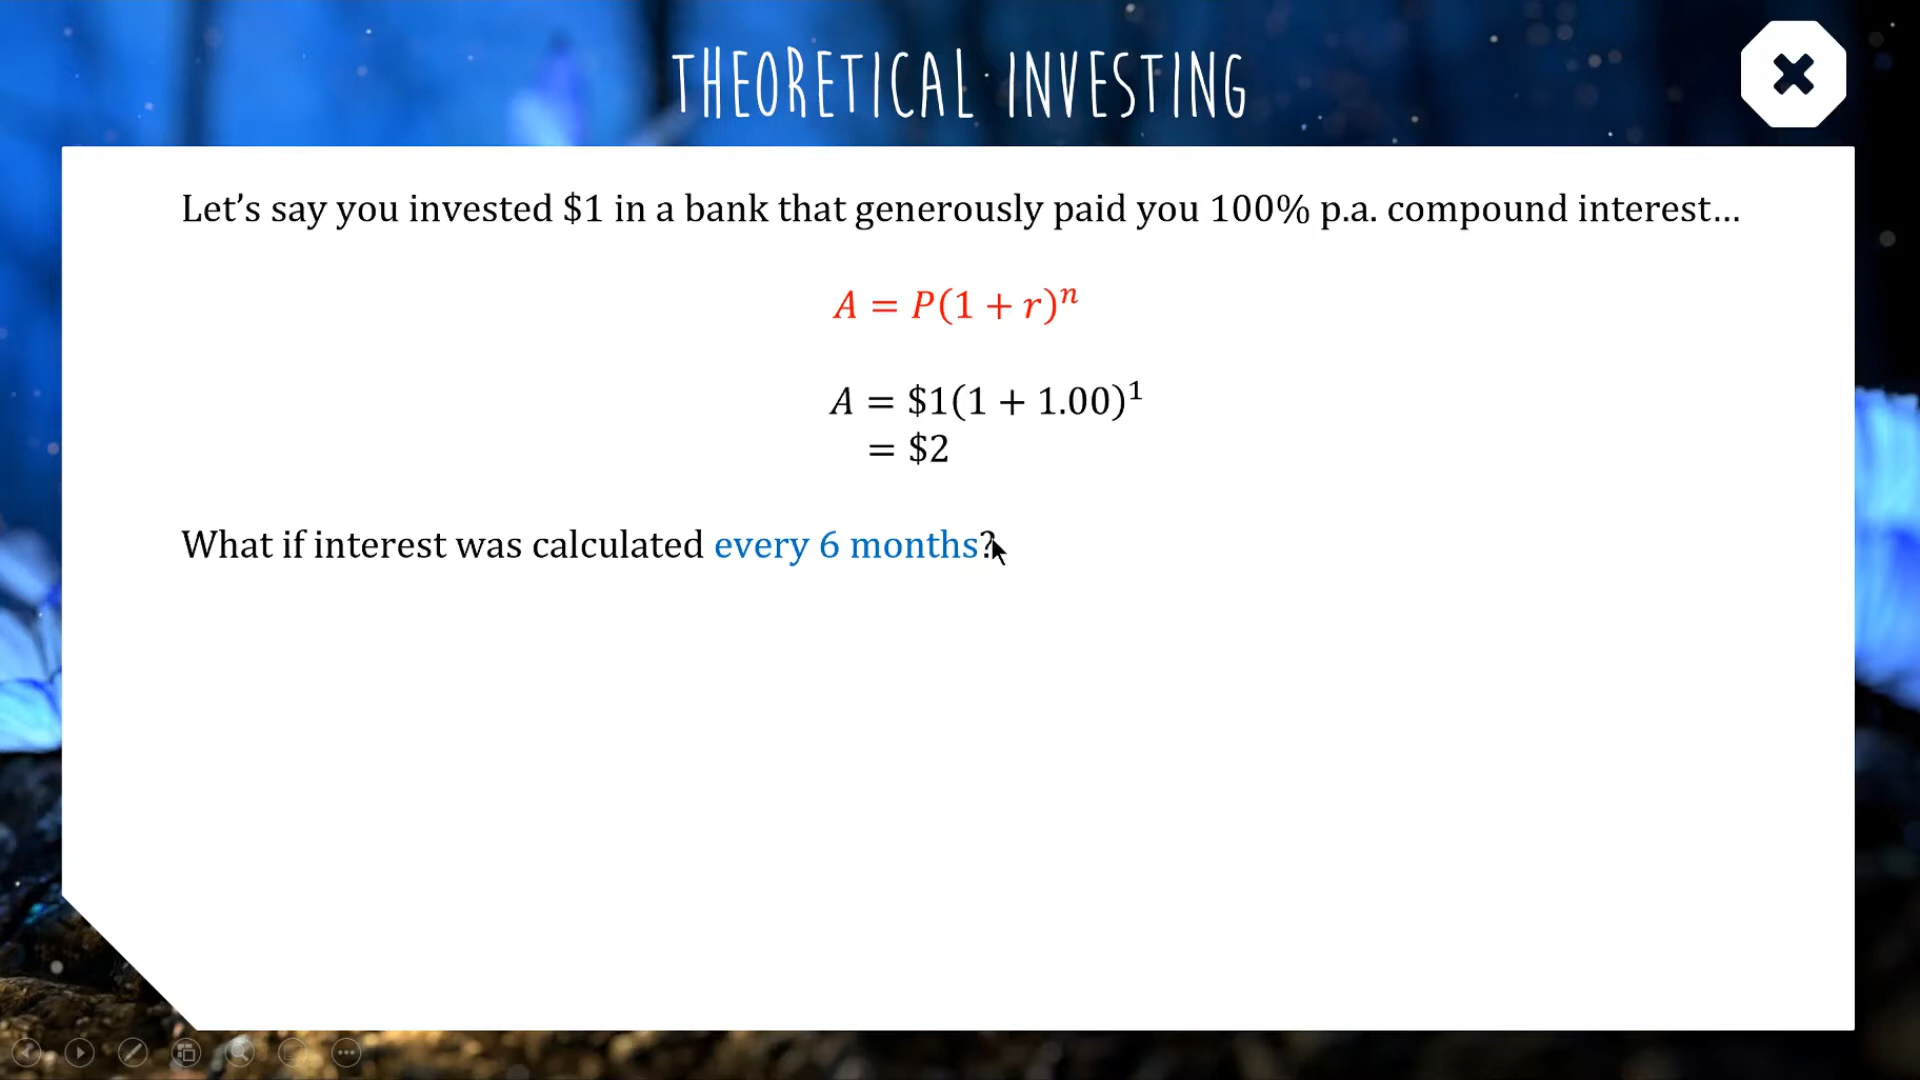 THEORETICAL INVESTING
Let's say you invested $1 in a bank that generously paid you 100% p.a. compound interest…
A = P(1 + r)ⁿ
A = $1(1 + 1.00)¹
= $2
What if interest was calculated every 6 months?